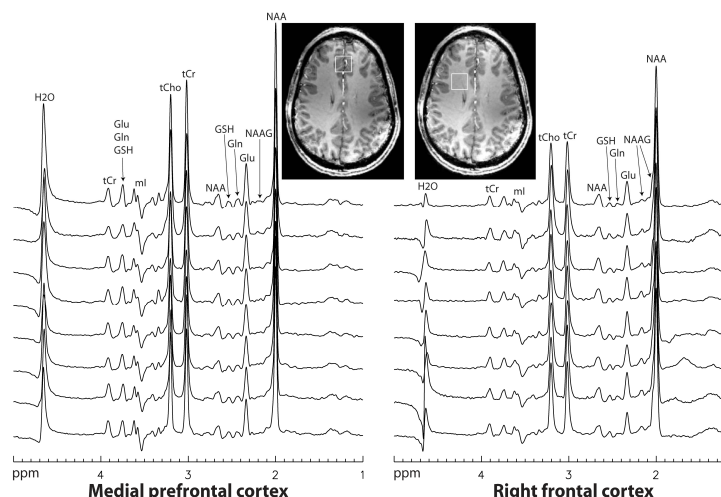 NAA
H2O
tCho
tCr
Glu
Gln
GSH
tCr
mI
NAA
GSH
Gln
Glu
NAAG
NAA
tCho
tCr
GSH
Gln
NAAG
H2O
tCr
mI
NAA
Glu
ppm 4 3 2 1
ppm 4 3 2
Medial prefrontal cortex
Right frontal cortex